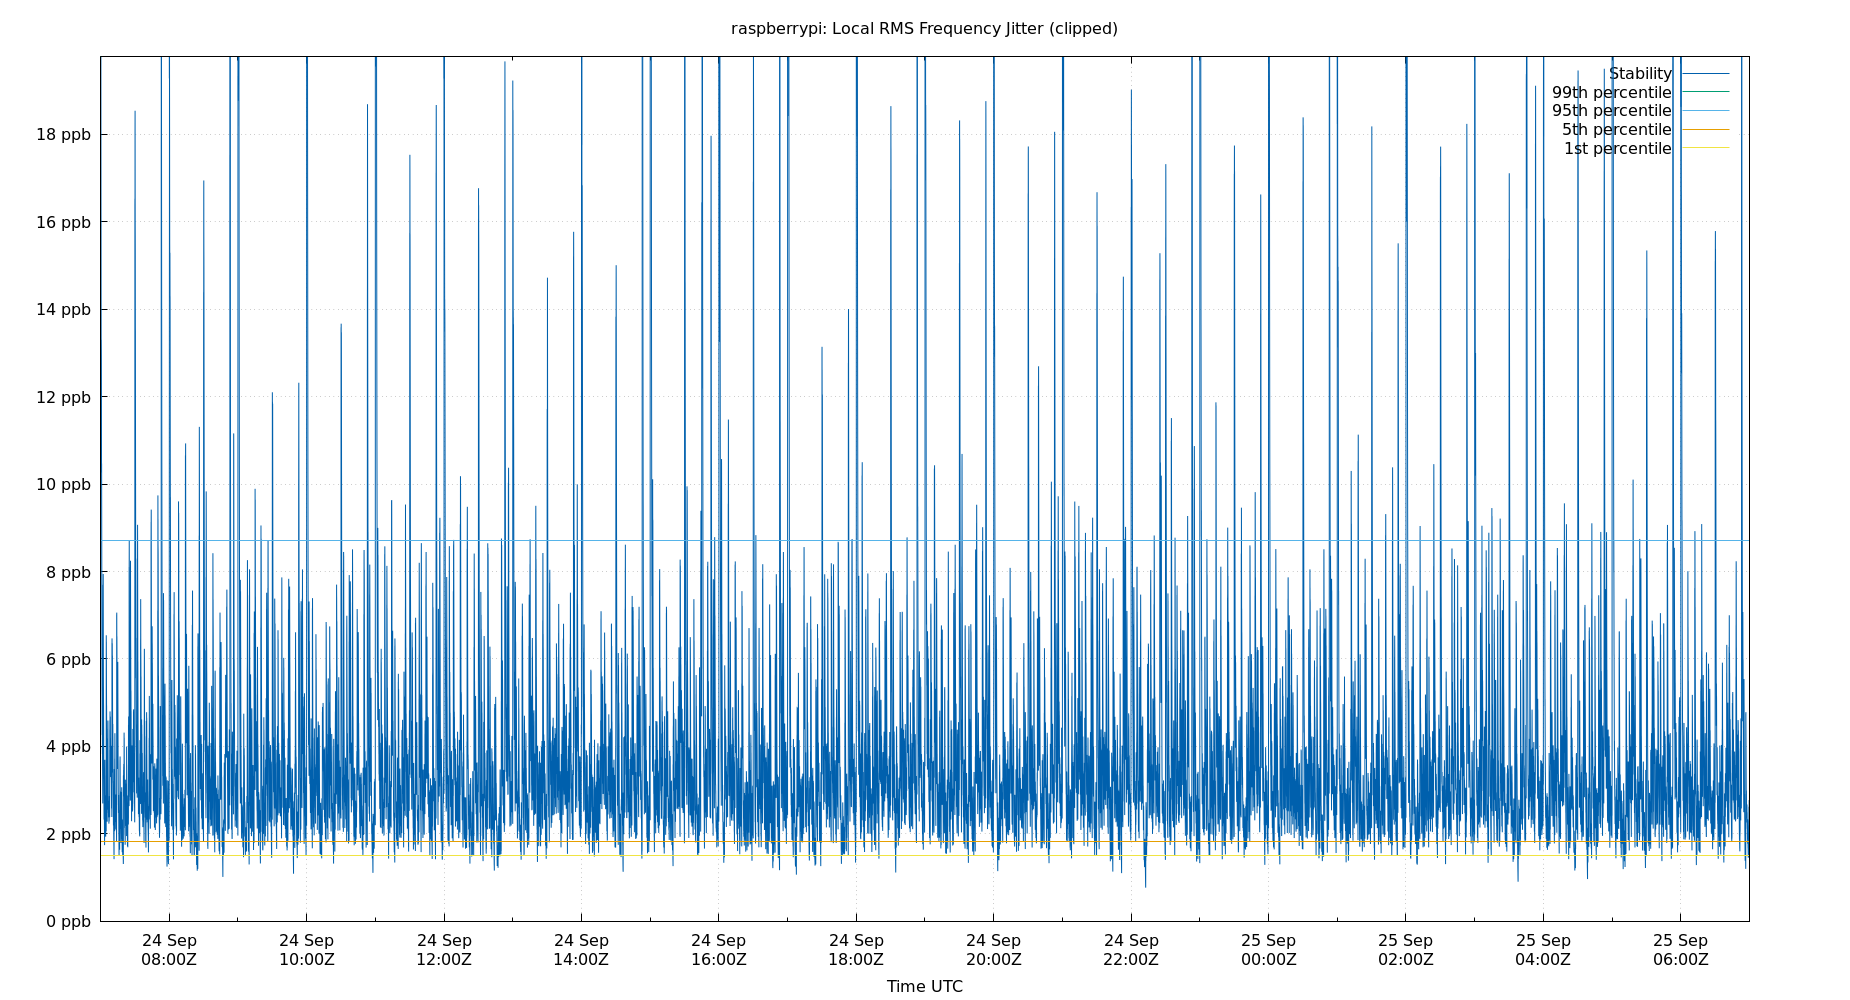 raspberrypi: Local RMS Frequency Jitter (clipped)
Stability
99th percentile
95th percentile
5th percentile
1st percentile
18 ppb
16 ppb
14 ppb
12 ppb
10 ppb
8 ppb
6 ppb
4 ppb
2 ppb
0 ppb
24 Sep 24 Sep 24 Sep 24 Sep 24 Sep 24 Sep 24 Sep 24 Sep 25 Sep 25 Sep 25 Sep 25 Sep
08:00Z 10:00Z 12:00Z 14:00Z 16:00Z 18:00Z 20:00Z 22:00Z 00:00Z 02:00Z 04:00Z 06:00Z
Time UTC